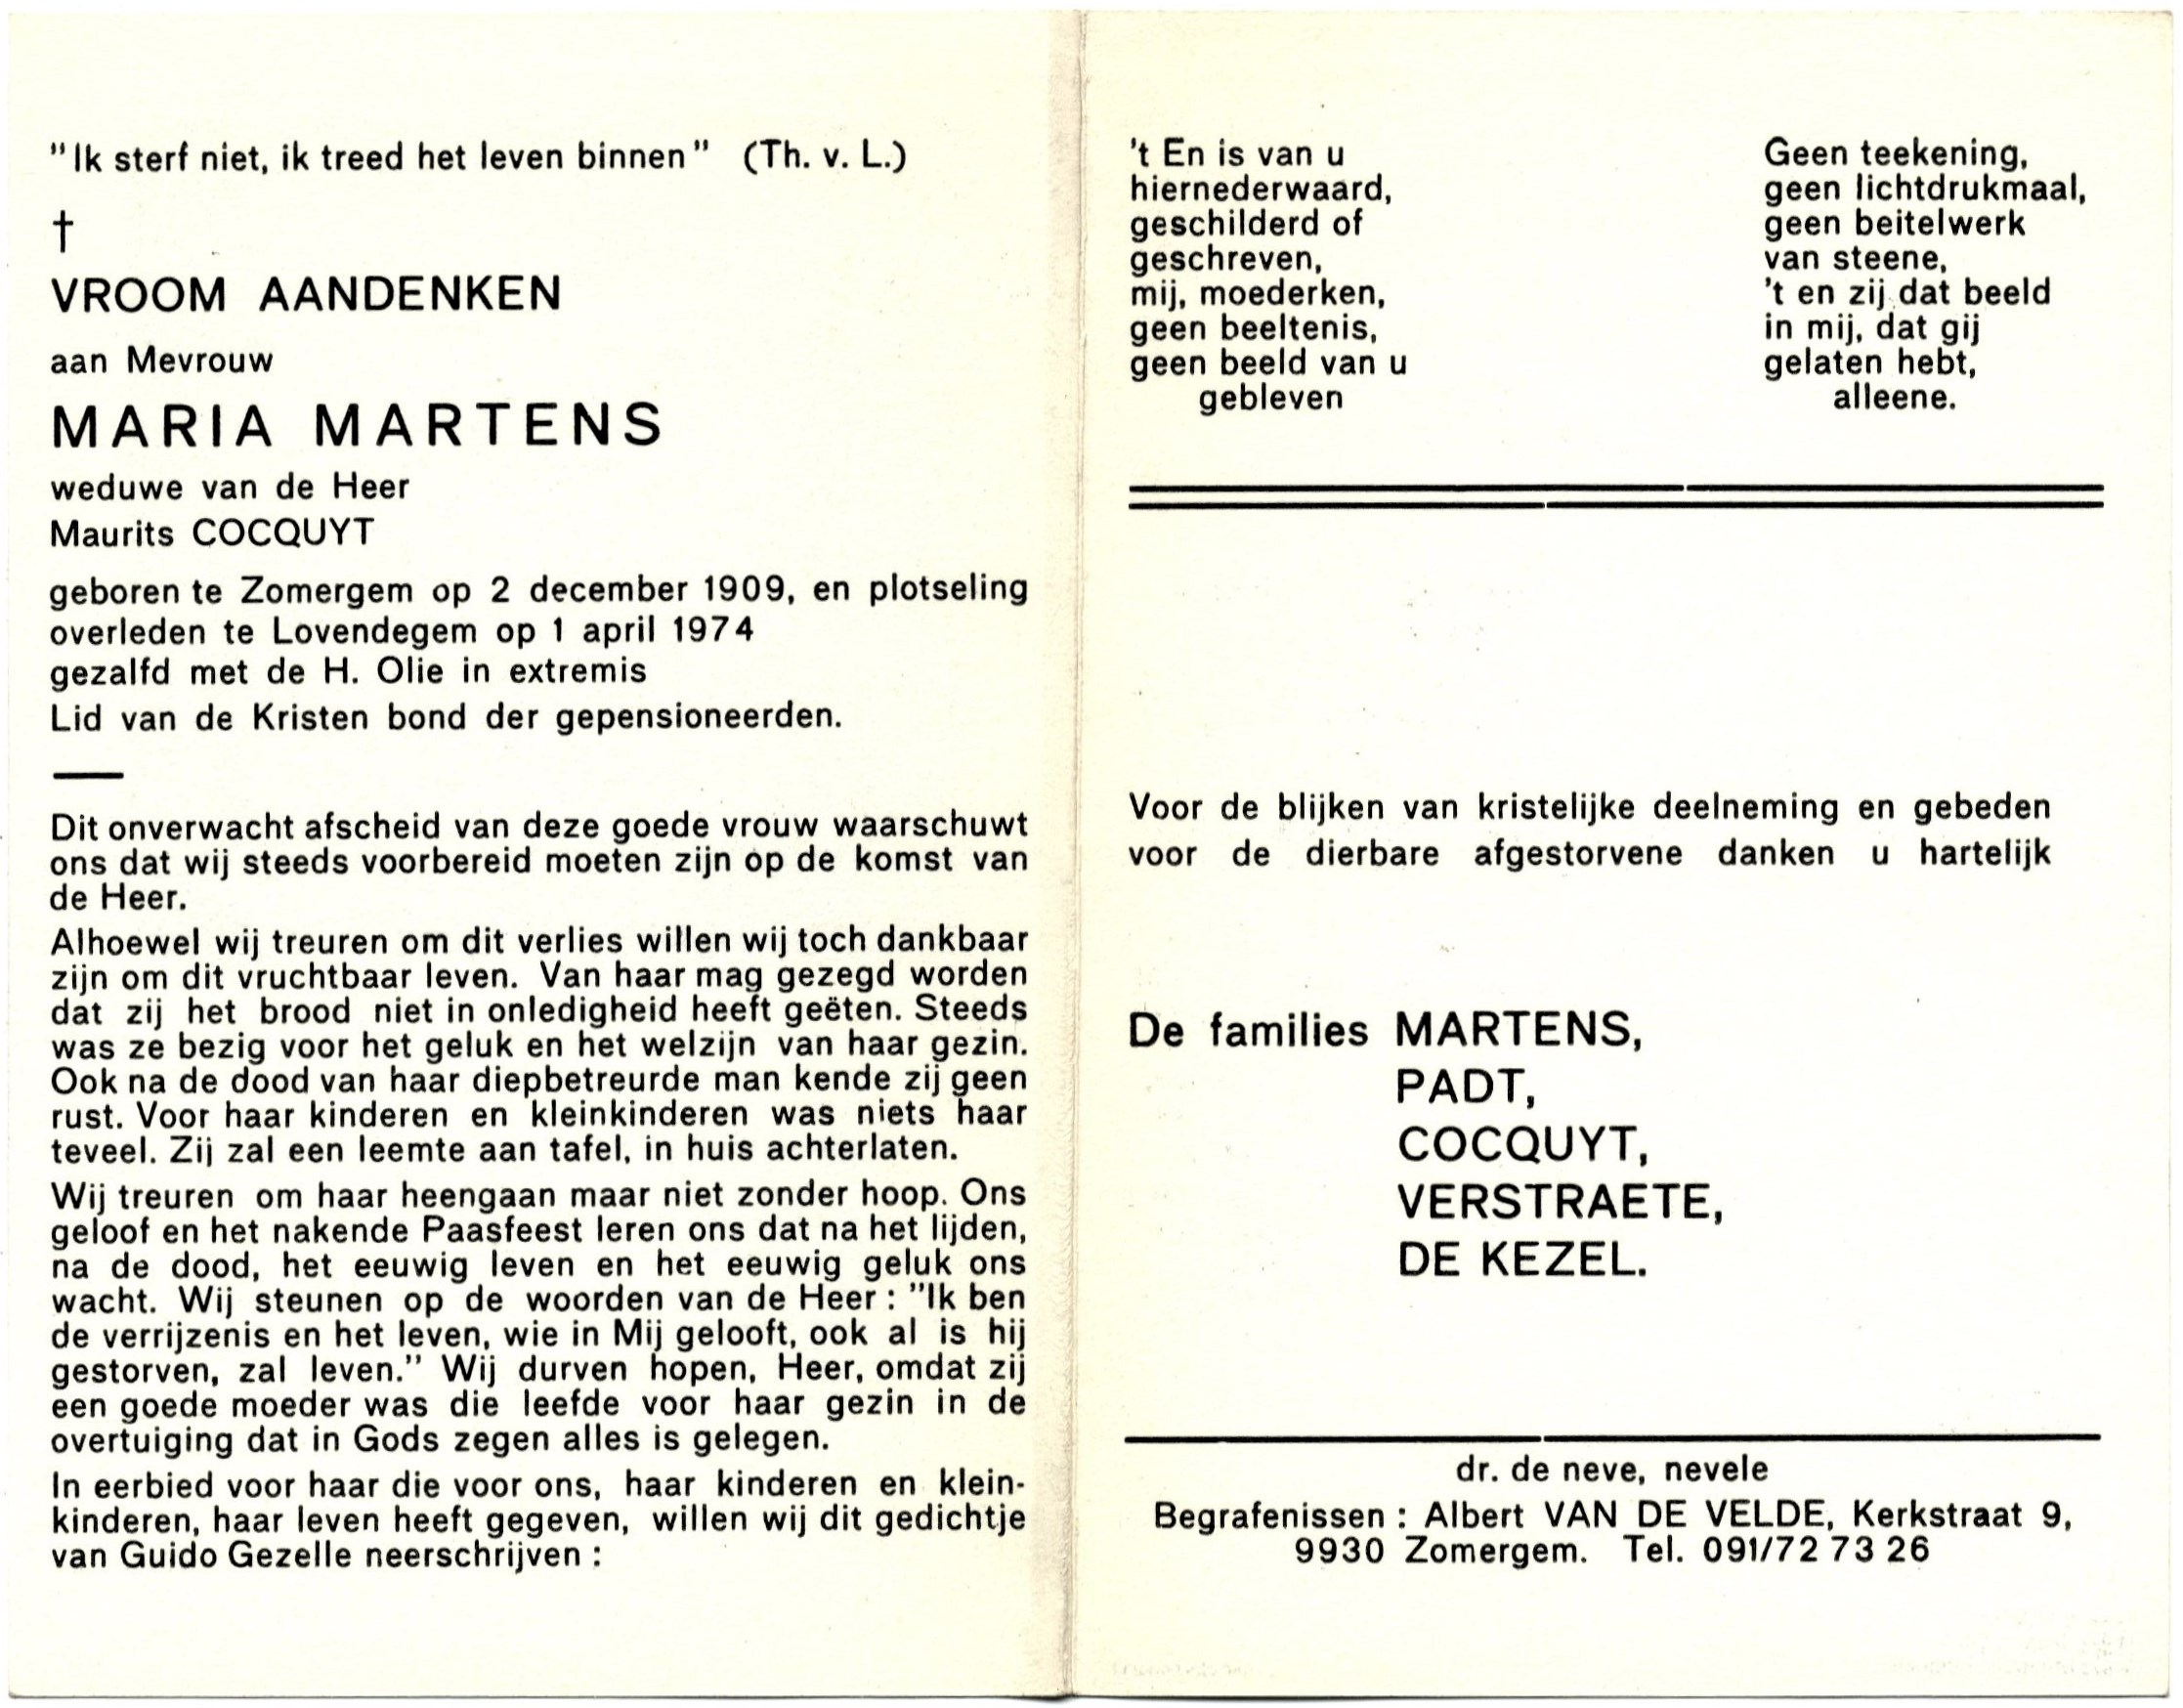 "Ik sterf niet, ik treed het leven binnen" (Th. v. L.)
†
VROOM AANDENKEN
aan Mevrouw
MARIA MARTENS
weduwe van de Heer
Maurits COCQUYT
geboren te Zomergem op 2 december 1909, en plotseling
overleden te Lovendegem op 1 april 1974
gezalfd met de H. Olie in extremis
Lid van de Kristen bond der gepensioneerden.
Dit onverwacht afscheid van deze goede vrouw waarschuwt
ons dat wij steeds voorbereid moeten zijn op de komst van
de Heer.
Alhoewel wij treuren om dit verlies willen wij toch dankbaar
zijn om dit vruchtbaar leven. Van haar mag gezegd worden
dat zij het brood niet in onledigheid heeft geëten. Steeds
was ze bezig voor het geluk en het welzijn van haar gezin.
Ook na de dood van haar diepbetreurde man kende zij geen
rust. Voor haar kinderen en kleinkinderen was niets haar
teveel. Zij zal een leemte aan tafel, in huis achterlaten.
Wij treuren om haar heengaan maar niet zonder hoop. Ons
geloof en het nakende Paasfeest leren ons dat na het lijden,
na de dood, het eeuwig leven en het eeuwig geluk ons
wacht. Wij steunen op de woorden van de Heer : "Ik ben
de verrijzenis en het leven, wie in Mij gelooft, ook al is hij
gestorven, zal leven." Wij durven hopen, Heer, omdat zij
een goede moeder was die leefde voor haar gezin in de
overtuiging dat in Gods zegen alles is gelegen.
In eerbied voor haar die voor ons, haar kinderen en klein-
kinderen, haar leven heeft gegeven, willen wij dit gedichtje
van Guido Gezelle neerschrijven :
't En is van u
hiernederwaard,
geschilderd of
geschreven,
mij, moederken,
geen beeltenis,
geen beeld van u
gebleven
Geen teekening,
geen lichtdrukmaal,
geen beitelwerk
van steene,
't en zij dat beeld
in mij, dat gij
gelaten hebt,
alleene.
Voor de blijken van kristelijke deelneming en gebeden
voor de dierbare afgestorvene danken u hartelijk
De families MARTENS,
PADT,
COCQUYT,
VERSTRAETE,
DE KEZEL.
dr. de neve, nevele
Begrafenissen : Albert VAN DE VELDE, Kerkstraat 9,
9930 Zomergem. Tel. 091/72 73 26